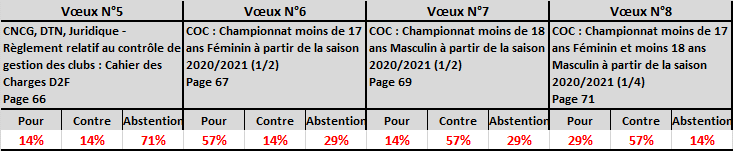 Vœux N°5
CNCG, DTN, Juridique -
Règlement relatif au contrôle de
gestion des clubs : Cahier des
Charges D2F
Page 66
Pour Contre Abstention
14% 14% 71%
Vœux N°6
COC : Championnat moins de 17
ans Féminin à partir de la saison
2020/2021 (1/2)
Page 67
Pour Contre Abstention
57% 14% 29%
Vœux N°7
COC : Championnat moins de 18
ans Masculin à partir de la saison
2020/2021 (1/2)
Page 69
Pour Contre Abstention
14% 57% 29%
Vœux N°8
COC : Championnat moins de 17
ans Féminin et moins 18 ans
Masculin à partir de la saison
2020/2021 (1/4)
Page 71
Pour Contre Abstention
29% 57% 14%